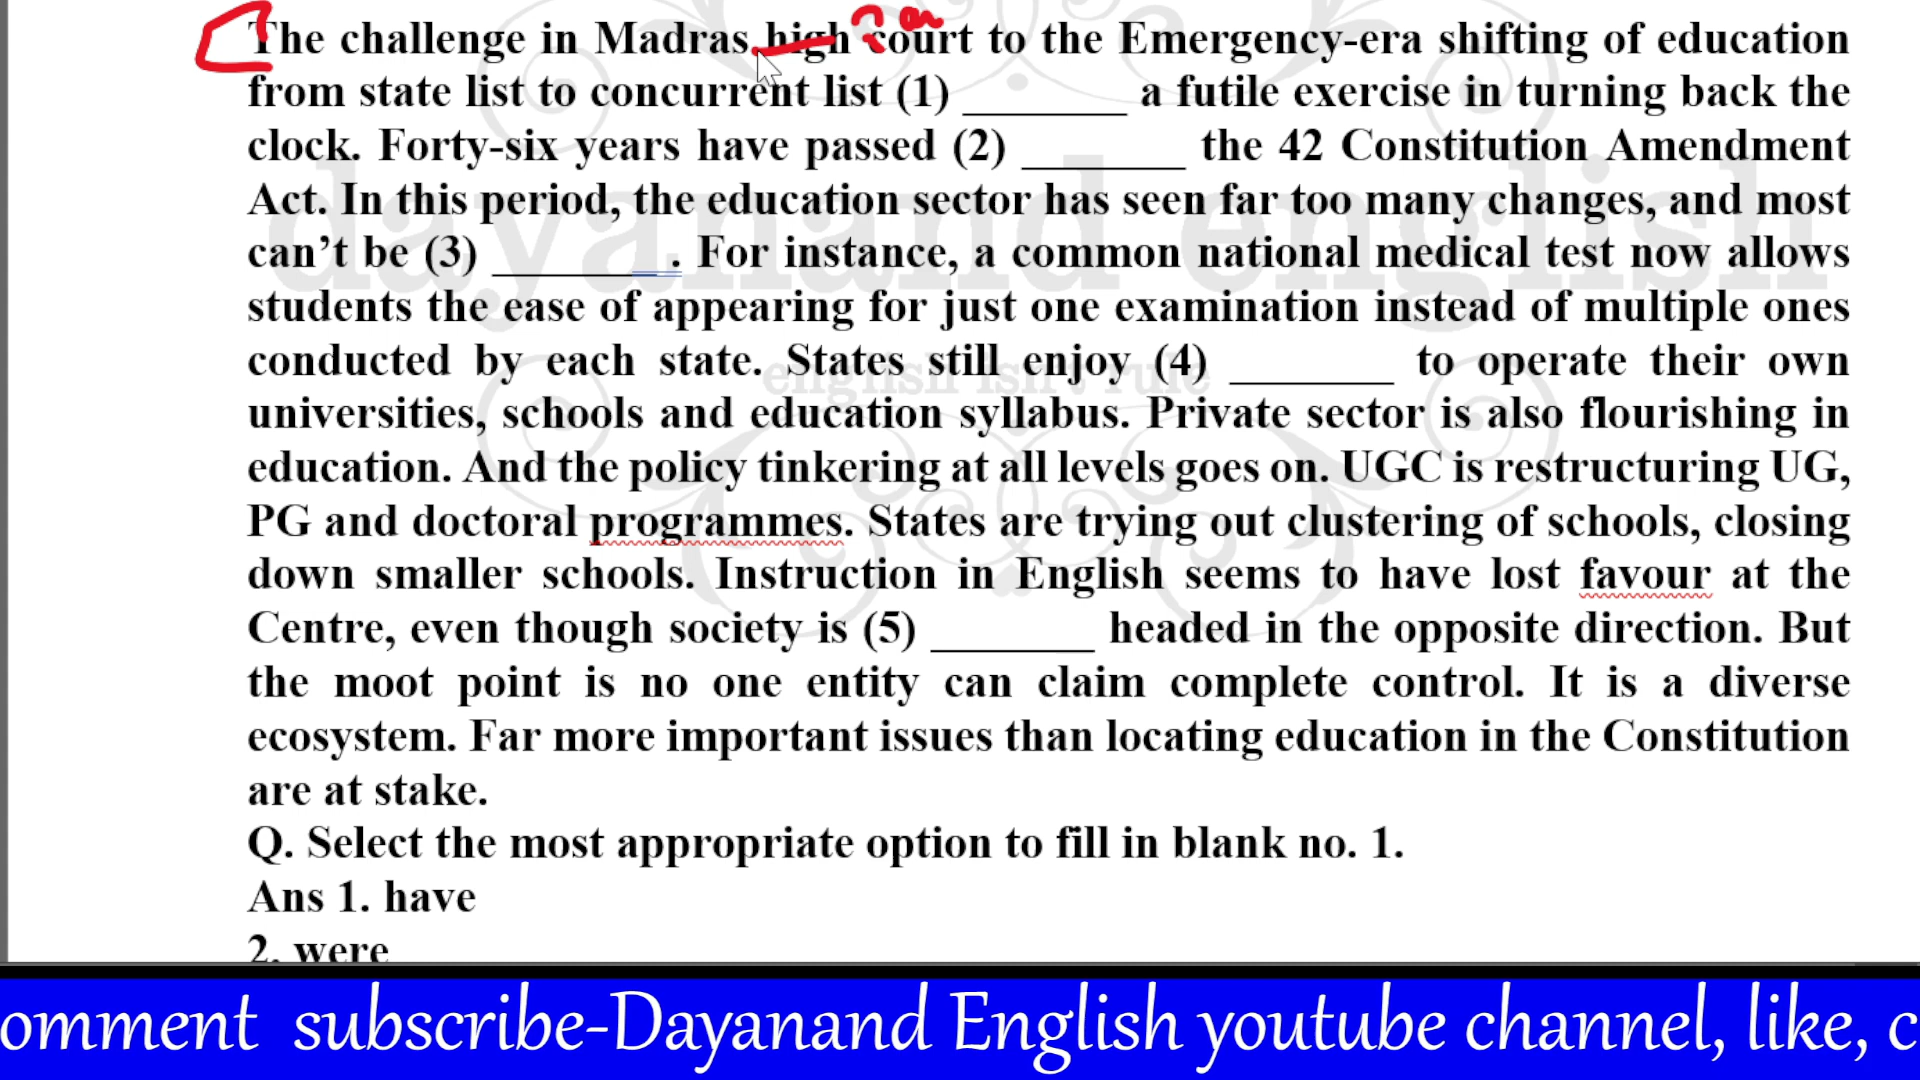 The challenge in Madras high court to the Emergency-era shifting of education
from state list to concurrent list (1) ________ a futile exercise in turning back the
clock. Forty-six years have passed (2) ________ the 42 Constitution Amendment
Act. In this period, the education sector has seen far too many changes, and most
can’t be (3) ________ . For instance, a common national medical test now allows
students the ease of appearing for just one examination instead of multiple ones
conducted by each state. States still enjoy (4) ________ to operate their own
universities, schools and education syllabus. Private sector is also flourishing in
education. And the policy tinkering at all levels goes on. UGC is restructuring UG,
PG and doctoral programmes. States are trying out clustering of schools, closing
down smaller schools. Instruction in English seems to have lost favour at the
Centre, even though society is (5) ________ headed in the opposite direction. But
the moot point is no one entity can claim complete control. It is a diverse
ecosystem. Far more important issues than locating education in the Constitution
are at stake.
Q. Select the most appropriate option to fill in blank no. 1.
Ans 1. have
2. were
dayanand english
english isn't rule
omment subscribe-Dayanand English youtube channel, like, c